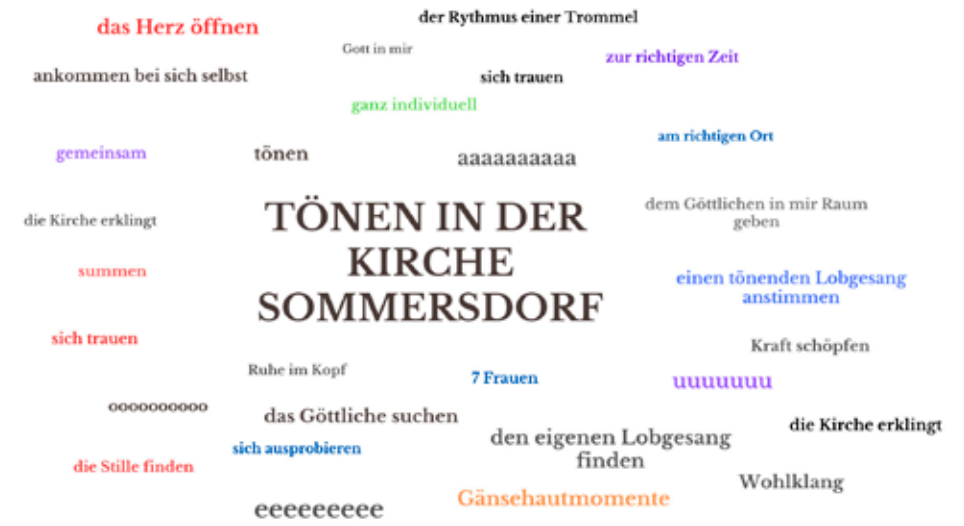 der Rythmus einer Trommel
das Herz öffnen
Gott in mir
zur richtigen Zeit
ankommen bei sich selbst
sich trauen
ganz individuell
am richtigen Ort
gemeinsam
tönen
aaaaaaaaaa
dem Göttlichen in mir Raum
geben
TÖNEN IN DER
KIRCHE
SOMMERSDORF
die Kirche erklingt
summen
einen tönenden Lobgesang
anstimmen
sich trauen
Kraft schöpfen
Ruhe im Kopf
7 Frauen
uuuuuuu
oooooooooo
das Göttliche suchen
die Kirche erklingt
sich ausprobieren
den eigenen Lobgesang
finden
die Stille finden
Wohlklang
Gänsehautmomente
eeeeeeeee